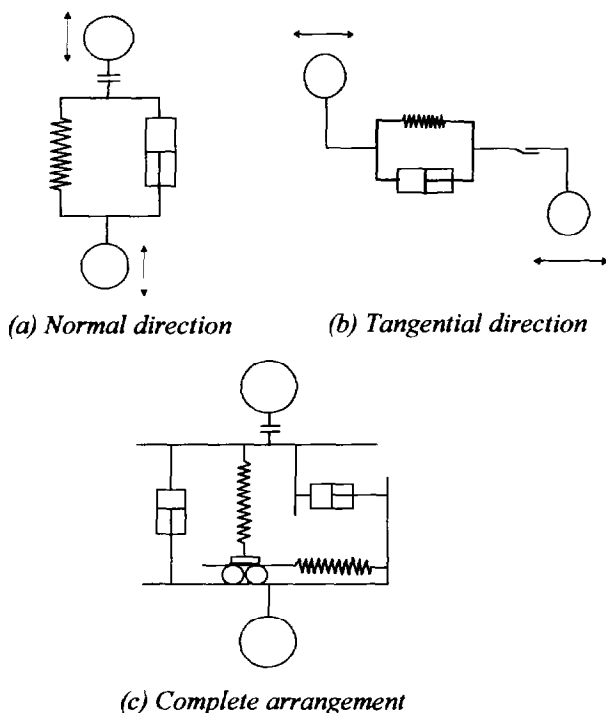 (a) Normal direction
(b) Tangential direction
(c) Complete arrangement